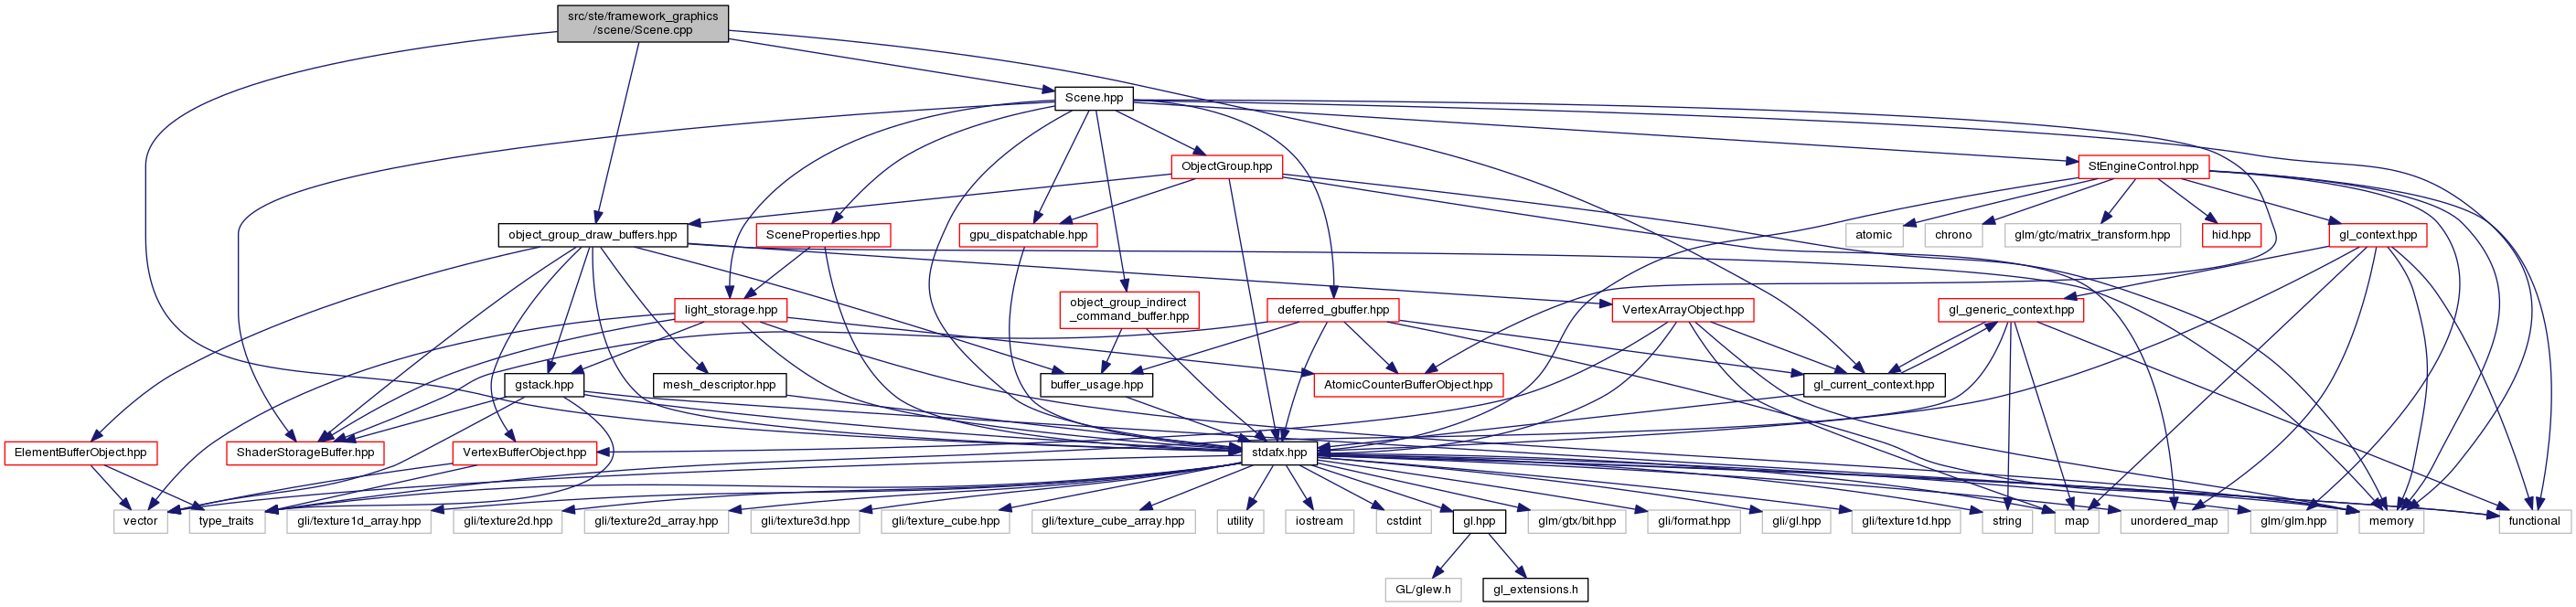 src/ste/framework_graphics
/scene/Scene.cpp
Scene.hpp
ObjectGroup.hpp
StEngineControl.hpp
object_group_draw_buffers.hpp
SceneProperties.hpp
gpu_dispatchable.hpp
atomic
chrono
glm/gtc/matrix_transform.hpp
hid.hpp
gl_context.hpp
light_storage.hpp
object_group_indirect
_command_buffer.hpp
deferred_gbuffer.hpp
VertexArrayObject.hpp
gl_generic_context.hpp
gstack.hpp
mesh_descriptor.hpp
buffer_usage.hpp
AtomicCounterBufferObject.hpp
gl_current_context.hpp
ElementBufferObject.hpp
ShaderStorageBuffer.hpp
VertexBufferObject.hpp
stdafx.hpp
vector
type_traits
gli/texture1d_array.hpp
gli/texture2d.hpp
gli/texture2d_array.hpp
gli/texture3d.hpp
gli/texture_cube.hpp
gli/texture_cube_array.hpp
utility
iostream
cstdint
gl.hpp
glm/gtx/bit.hpp
gli/format.hpp
gli/gl.hpp
gli/texture1d.hpp
string
map
unordered_map
glm/glm.hpp
memory
functional
GL/glew.h
gl_extensions.h